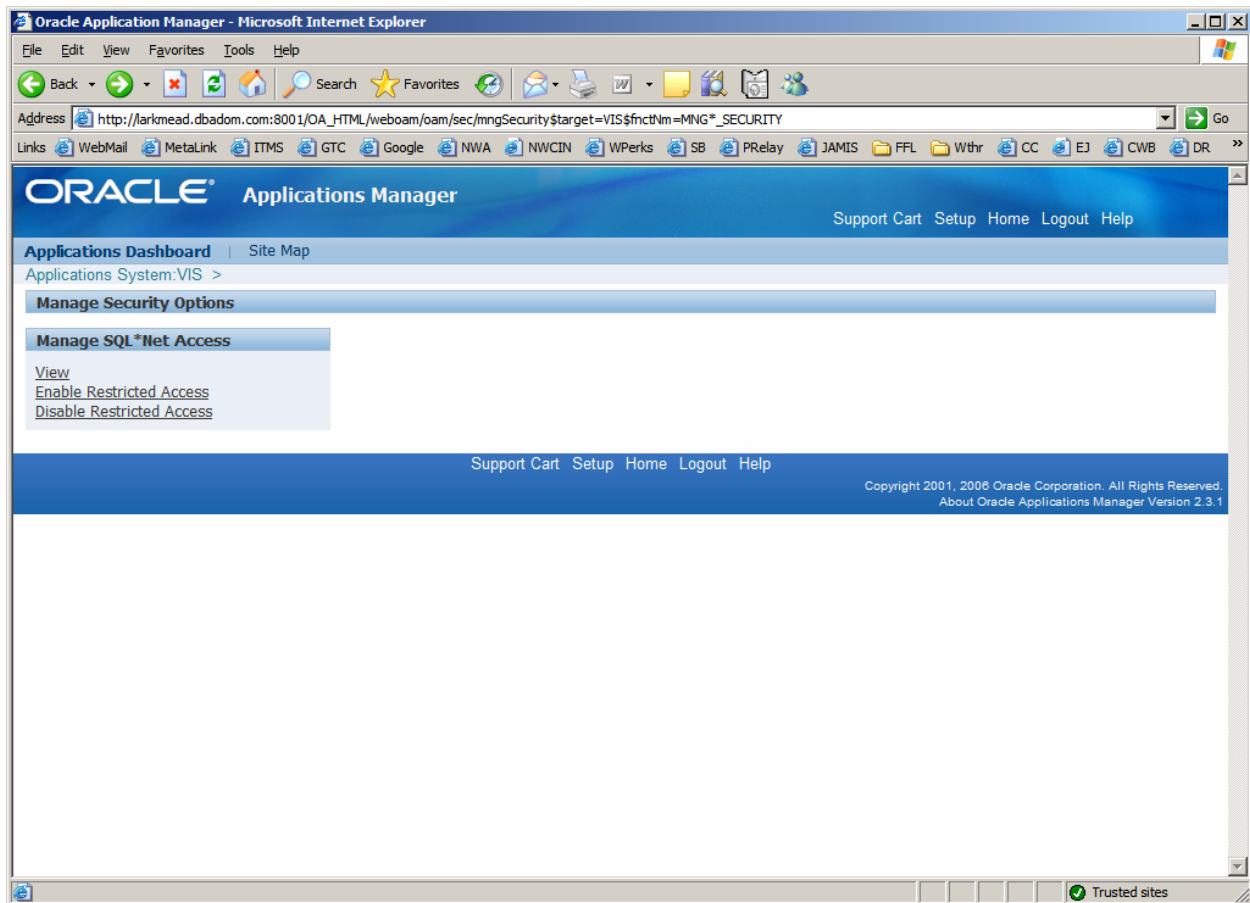 Oracle Application Manager - Microsoft Internet Explorer
File Edit View Favorites Tools Help
Back Search Favorites
Address http://larkmead.dbadom.com:8001/OA_HTML/weboam/oam/sec/mngSecurity$target=VIS$fnctNm=MNG*_SECURITY Go
Links WebMail MetaLink ITMS GTC Google NWA NWCIN WPerks SB PRelay JAMIS FFL Wthr CC EJ CWB DR »
ORACLE® Applications Manager
Support Cart Setup Home Logout Help
Applications Dashboard | Site Map
Applications System:VIS >
Manage Security Options
Manage SQL*Net Access
View
Enable Restricted Access
Disable Restricted Access
Support Cart Setup Home Logout Help
Copyright 2001, 2006 Oracle Corporation. All Rights Reserved.
About Oracle Applications Manager Version 2.3.1
Trusted sites